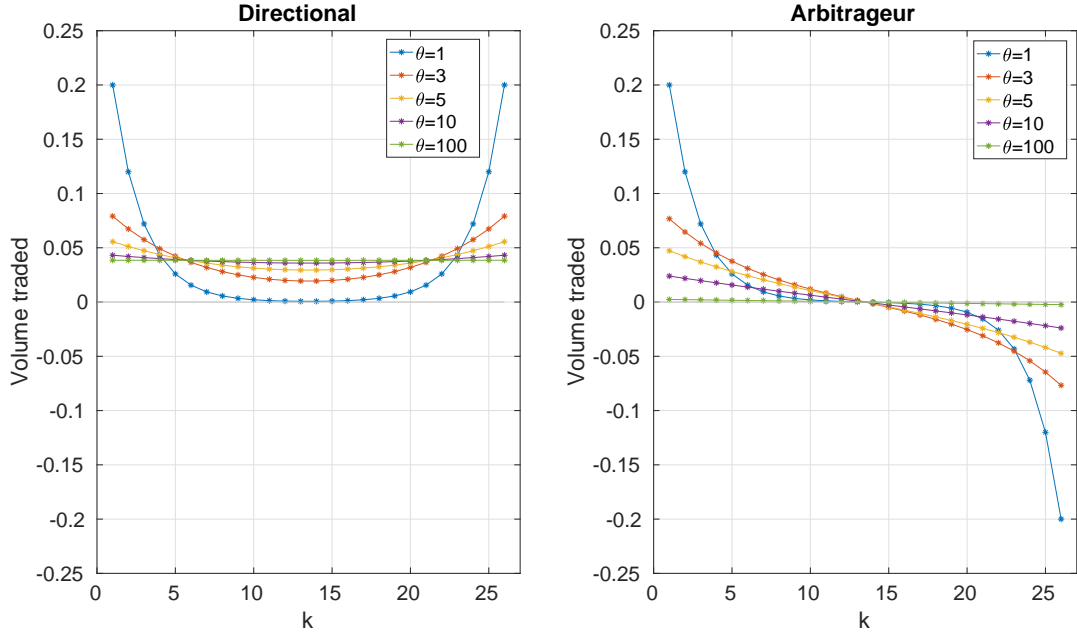 Directional
0.25
0.2
0.15
0.1
0.05
0
-0.05
-0.1
-0.15
-0.2
-0.25
Volume traded
0 5 10 15 20 25
k
θ=1
θ=3
θ=5
θ=10
θ=100
Arbitrageur
0.25
0.2
0.15
0.1
0.05
0
-0.05
-0.1
-0.15
-0.2
-0.25
Volume traded
0 5 10 15 20 25
k
θ=1
θ=3
θ=5
θ=10
θ=100